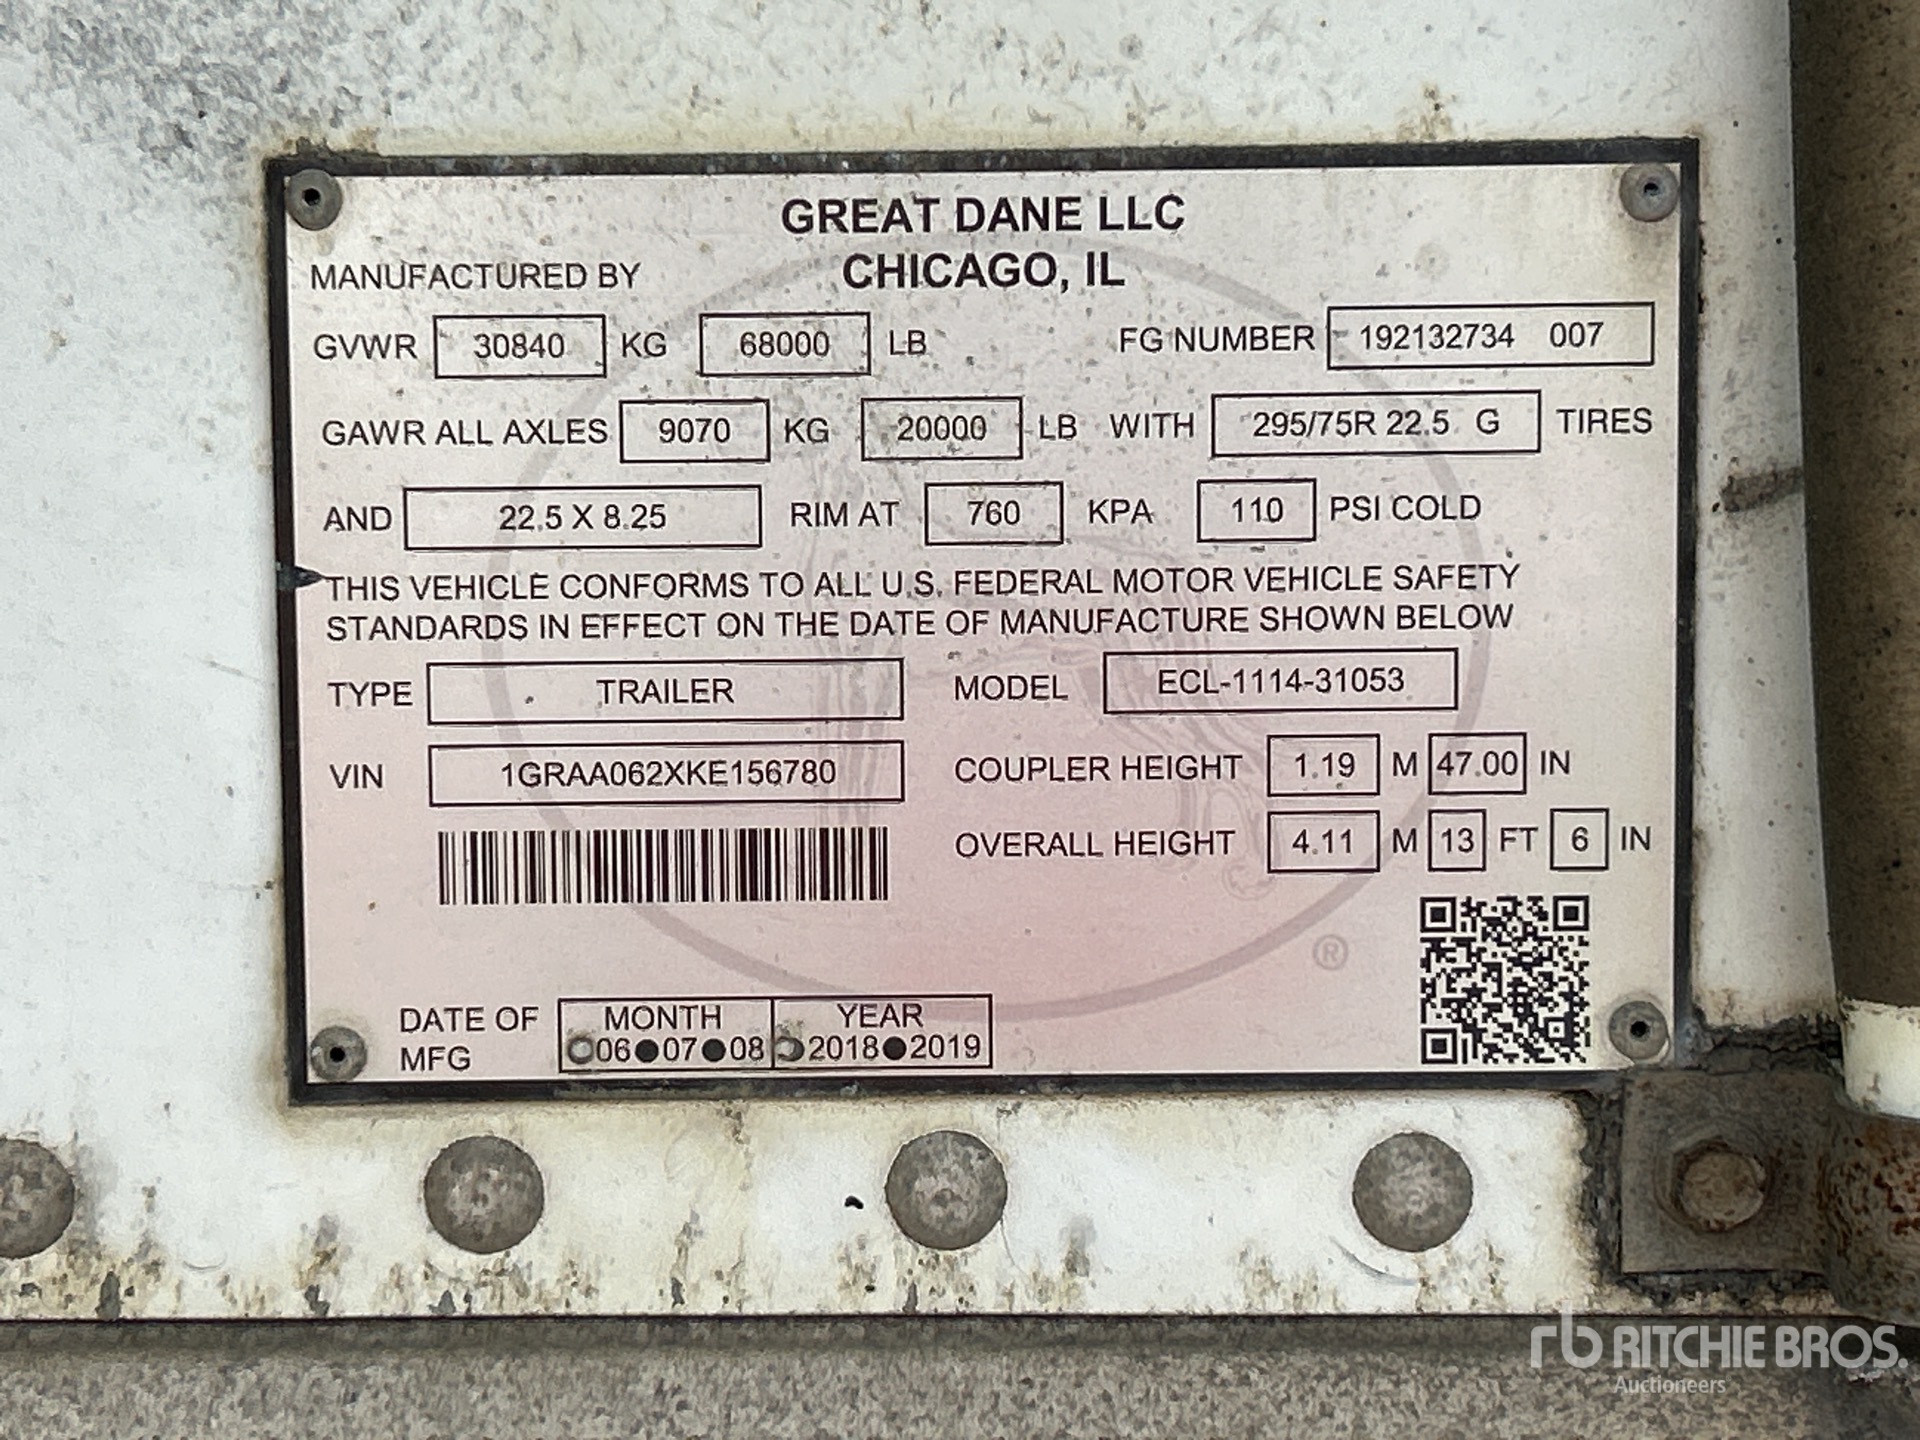 GREAT DANE LLC
MANUFACTURED BY CHICAGO, IL
GVWR 30840 KG 68000 LB FG NUMBER 192132734 007
GAWR ALL AXLES 9070 KG 20000 LB WITH 295/75R 22.5 G TIRES
AND 22.5 X 8.25 RIM AT 760 KPA 110 PSI COLD
THIS VEHICLE CONFORMS TO ALL U.S. FEDERAL MOTOR VEHICLE SAFETY
STANDARDS IN EFFECT ON THE DATE OF MANUFACTURE SHOWN BELOW
TYPE TRAILER MODEL ECL-1114-31053
VIN 1GRAA062XKE156780 COUPLER HEIGHT 1.19 M 47.00 IN
OVERALL HEIGHT 4.11 M 13 FT 6 IN
®
DATE OF MFG MONTH YEAR
06 07 08 2018 2019
rb RITCHIE BROS.
Auctioneers